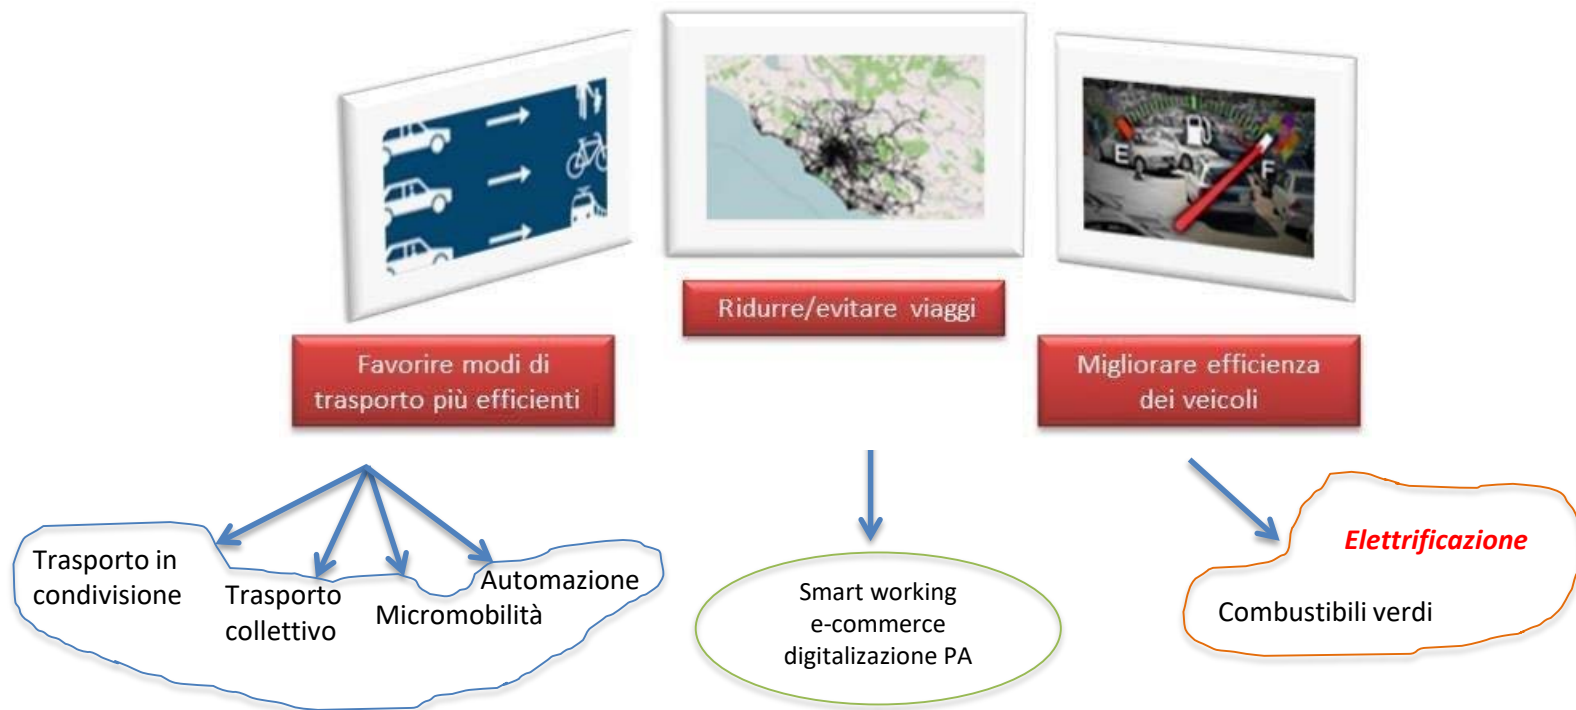 E
F
Ridurre/evitare viaggi
Favorire modi di
trasporto più efficienti
Migliorare efficienza
dei veicoli
Trasporto in
condivisione
Trasporto
collettivo
Micromobilità
Automazione
Smart working
e-commerce
digitalizazione PA
Elettrificazione
Combustibili verdi